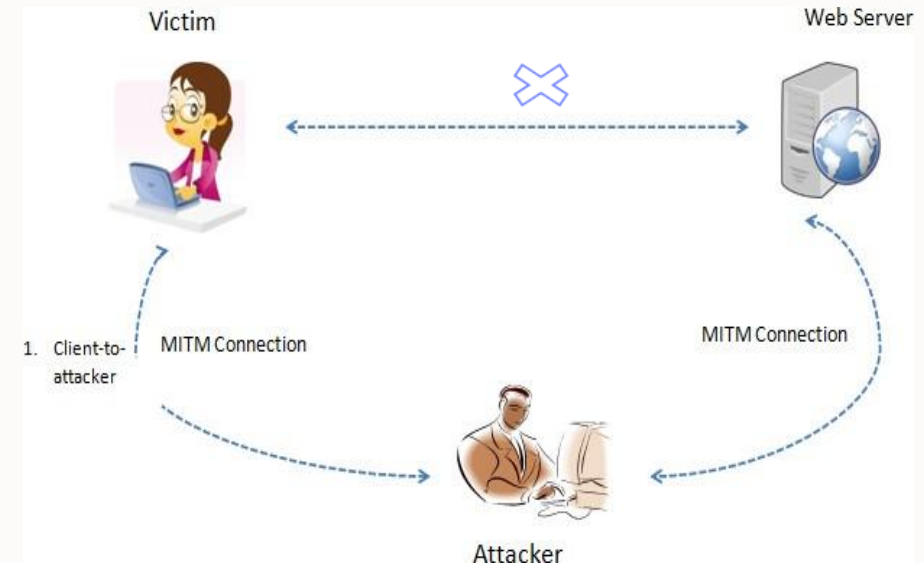 Victim
Web Server
MITM Connection
1. Client-to-
attacker
MITM Connection
Attacker